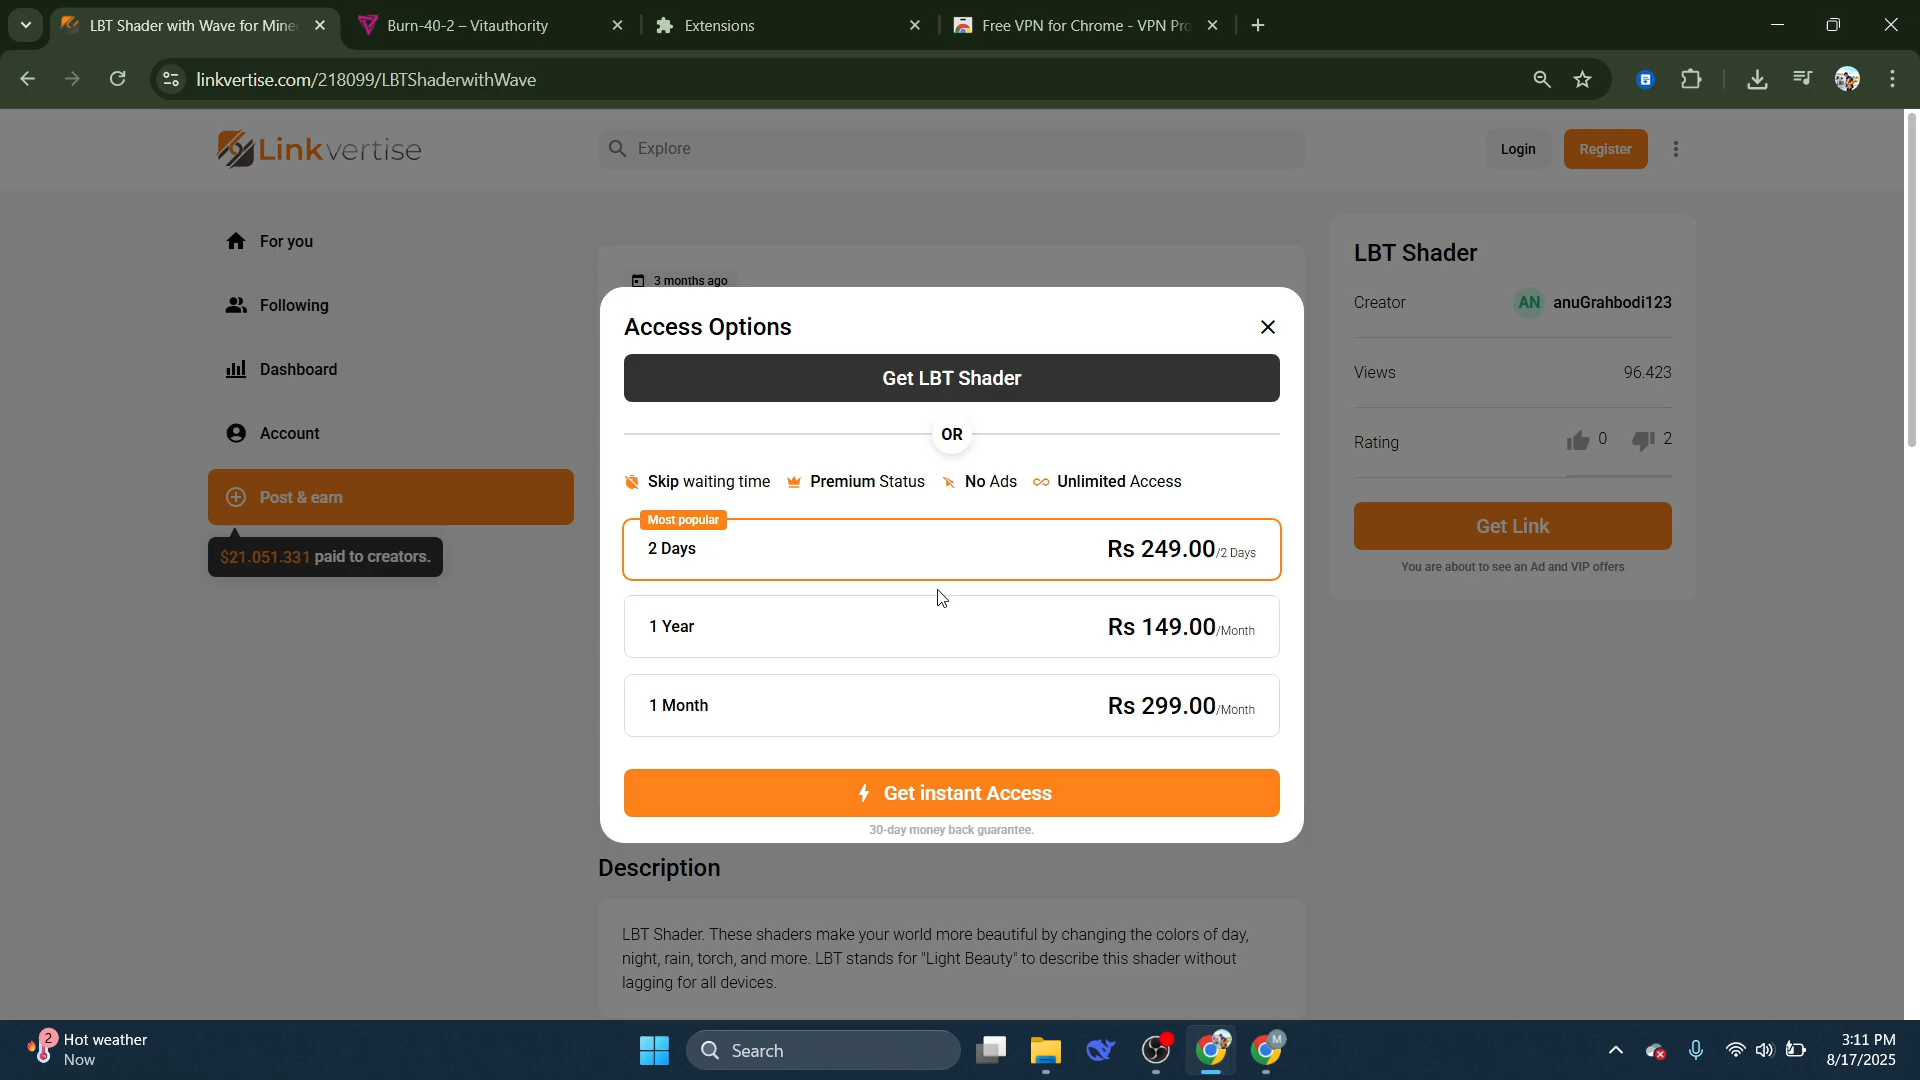 LBT Shader with Wave for Mine
Burn-40-2 – Vitauthority
Extensions
Free VPN for Chrome - VPN Pro
linkvertise.com/218099/LBTShaderwithWave
Linkvertise
Explore
Login
Register
For you
Following
Dashboard
Account
Post & earn
$21.051.331 paid to creators.
3 months ago
Access Options
Get LBT Shader
OR
Skip waiting time
Premium Status
No Ads
Unlimited Access
Most popular
2 Days
Rs 249.00/2 Days
1 Year
Rs 149.00/Month
1 Month
Rs 299.00/Month
Get instant Access
30-day money back guarantee.
Description
LBT Shader. These shaders make your world more beautiful by changing the colors of day,
night, rain, torch, and more. LBT stands for "Light Beauty" to describe this shader without
lagging for all devices.
LBT Shader
Creator
AN anuGrahbodi123
Views
96.423
Rating
0
2
Get Link
You are about to see an Ad and VIP offers
2
Hot weather
Now
Search
M
3:11 PM
8/17/2025